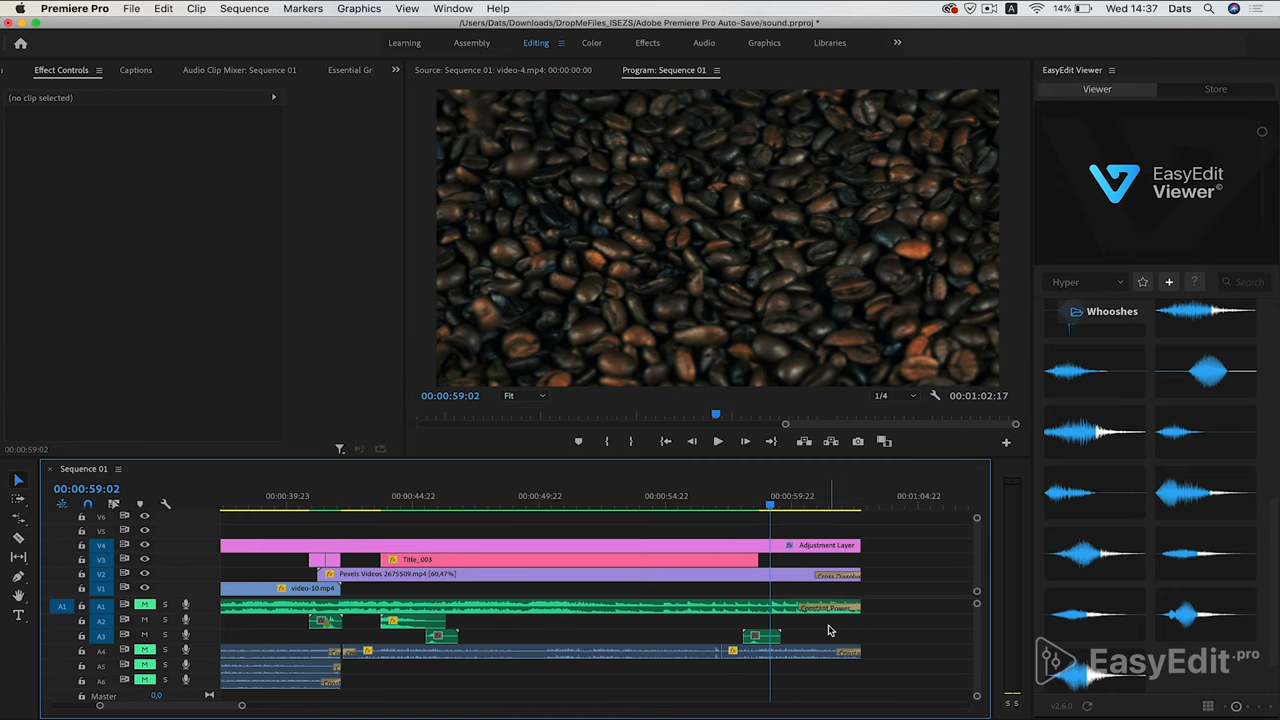 Premiere Pro File Edit Clip Sequence Markers Graphics View Window Help 14% Wed 14:37 Dats
/Users/Dats/Downloads/DropMeFiles_ISEZS/Adobe Premiere Pro Auto-Save/sound.prproj *
Learning Assembly Editing Color Effects Audio Graphics Libraries
Effect Controls Captions Audio Clip Mixer: Sequence 01 Essential Gr Source: Sequence 01: video-4.mp4: 00:00:00:00 Program: Sequence 01 EasyEdit Viewer
Viewer Store
(no clip selected)
EasyEdit
Viewer©
Hyper Search
Whooshes
00:00:59:02 Fit 1/4 00:01:02:17
00:00:59:02
Sequence 01
00:00:59:02 00:00:39:23 00:00:44:22 00:00:49:22 00:00:54:22 00:00:59:22 00:01:04:22
V6
V5
V4 Adjustment Layer
V3 Title_003
V2 Pexels Videos 2675509.mp4 [60,47%] Cross Dissolv
V1 video-10.mp4
A1 A1 M S Constant Power
A2 M S
A3 M S
A4 M S
A5 M S
A6 M S
Master 0,0
S S
EasyEdit.pro
v2.6.0